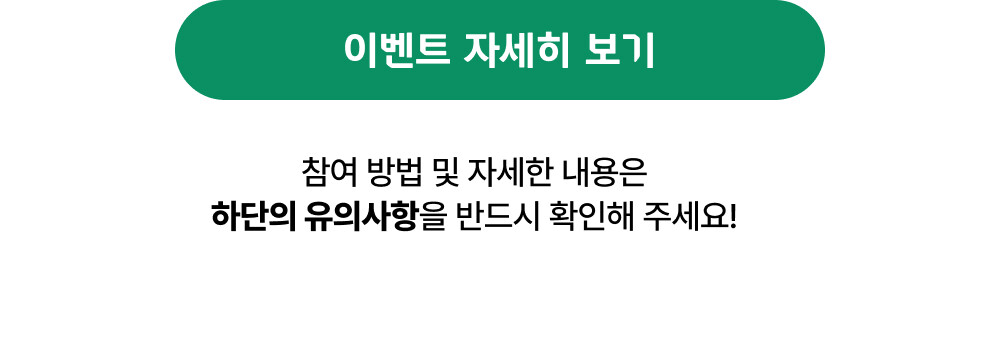 이벤트 자세히 보기
참여 방법 및 자세한 내용은
하단의 유의사항을 반드시 확인해 주세요!